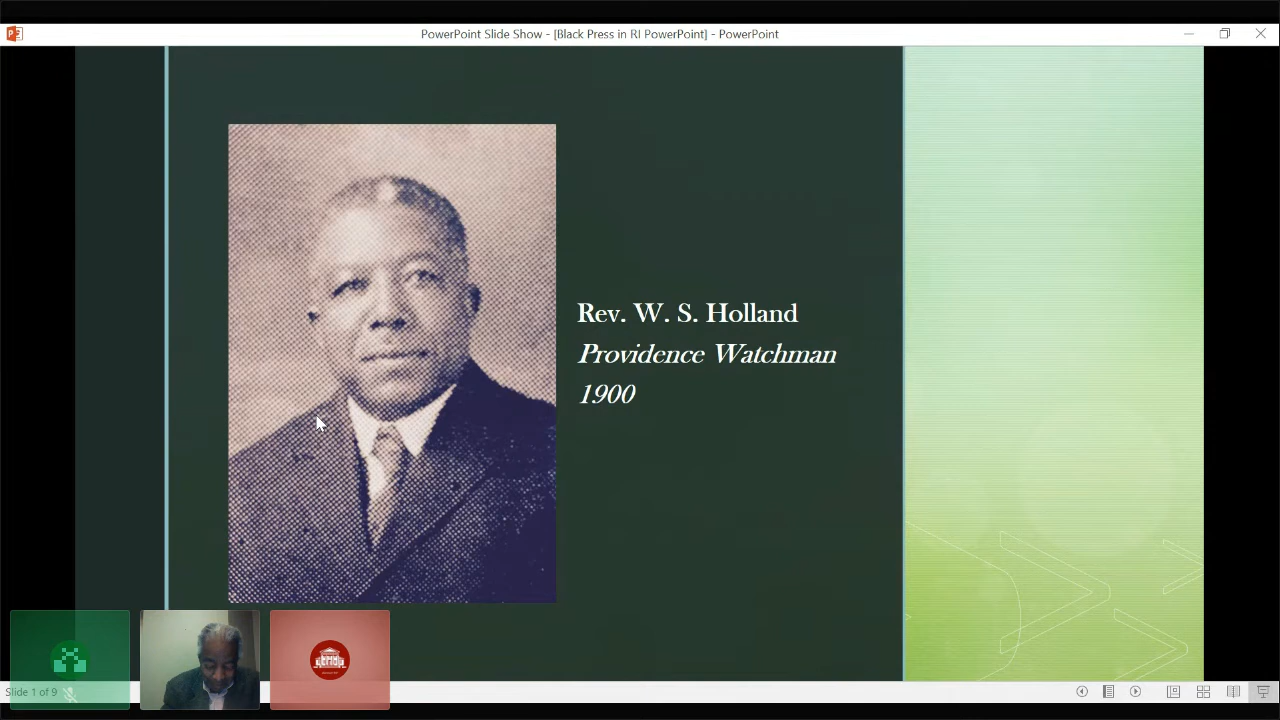 PowerPoint Slide Show - [Black Press in RI PowerPoint] - PowerPoint
Rev. W. S. Holland
Providence Watchman
1900
Slide 1 of 9